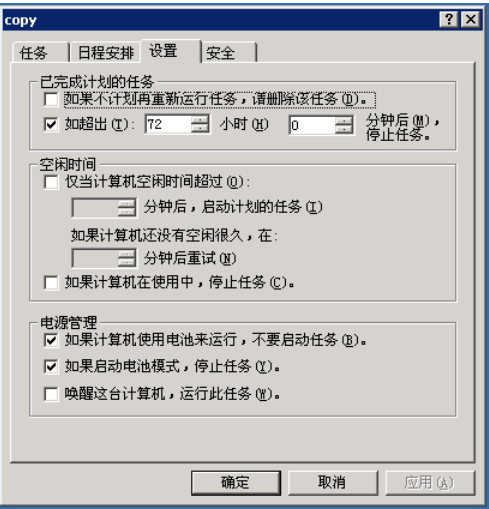 copy
任务 日程安排 设置 安全
已完成计划的任务
如果不计划再重新运行任务，请删除该任务(D)。
如超出(T): 72 小时(H) 0 分钟后(M)，
停止任务。
空闲时间
仅当计算机空闲时间超过(O):
分钟后，启动计划的任务(I)
如果计算机还没有空闲很久，在:
分钟后重试(N)
如果计算机在使用中，停止任务(C)。
电源管理
如果计算机使用电池来运行，不要启动任务(B)。
如果启动电池模式，停止任务(Y)。
唤醒这台计算机，运行此任务(W)。
确定 取消 应用(A)